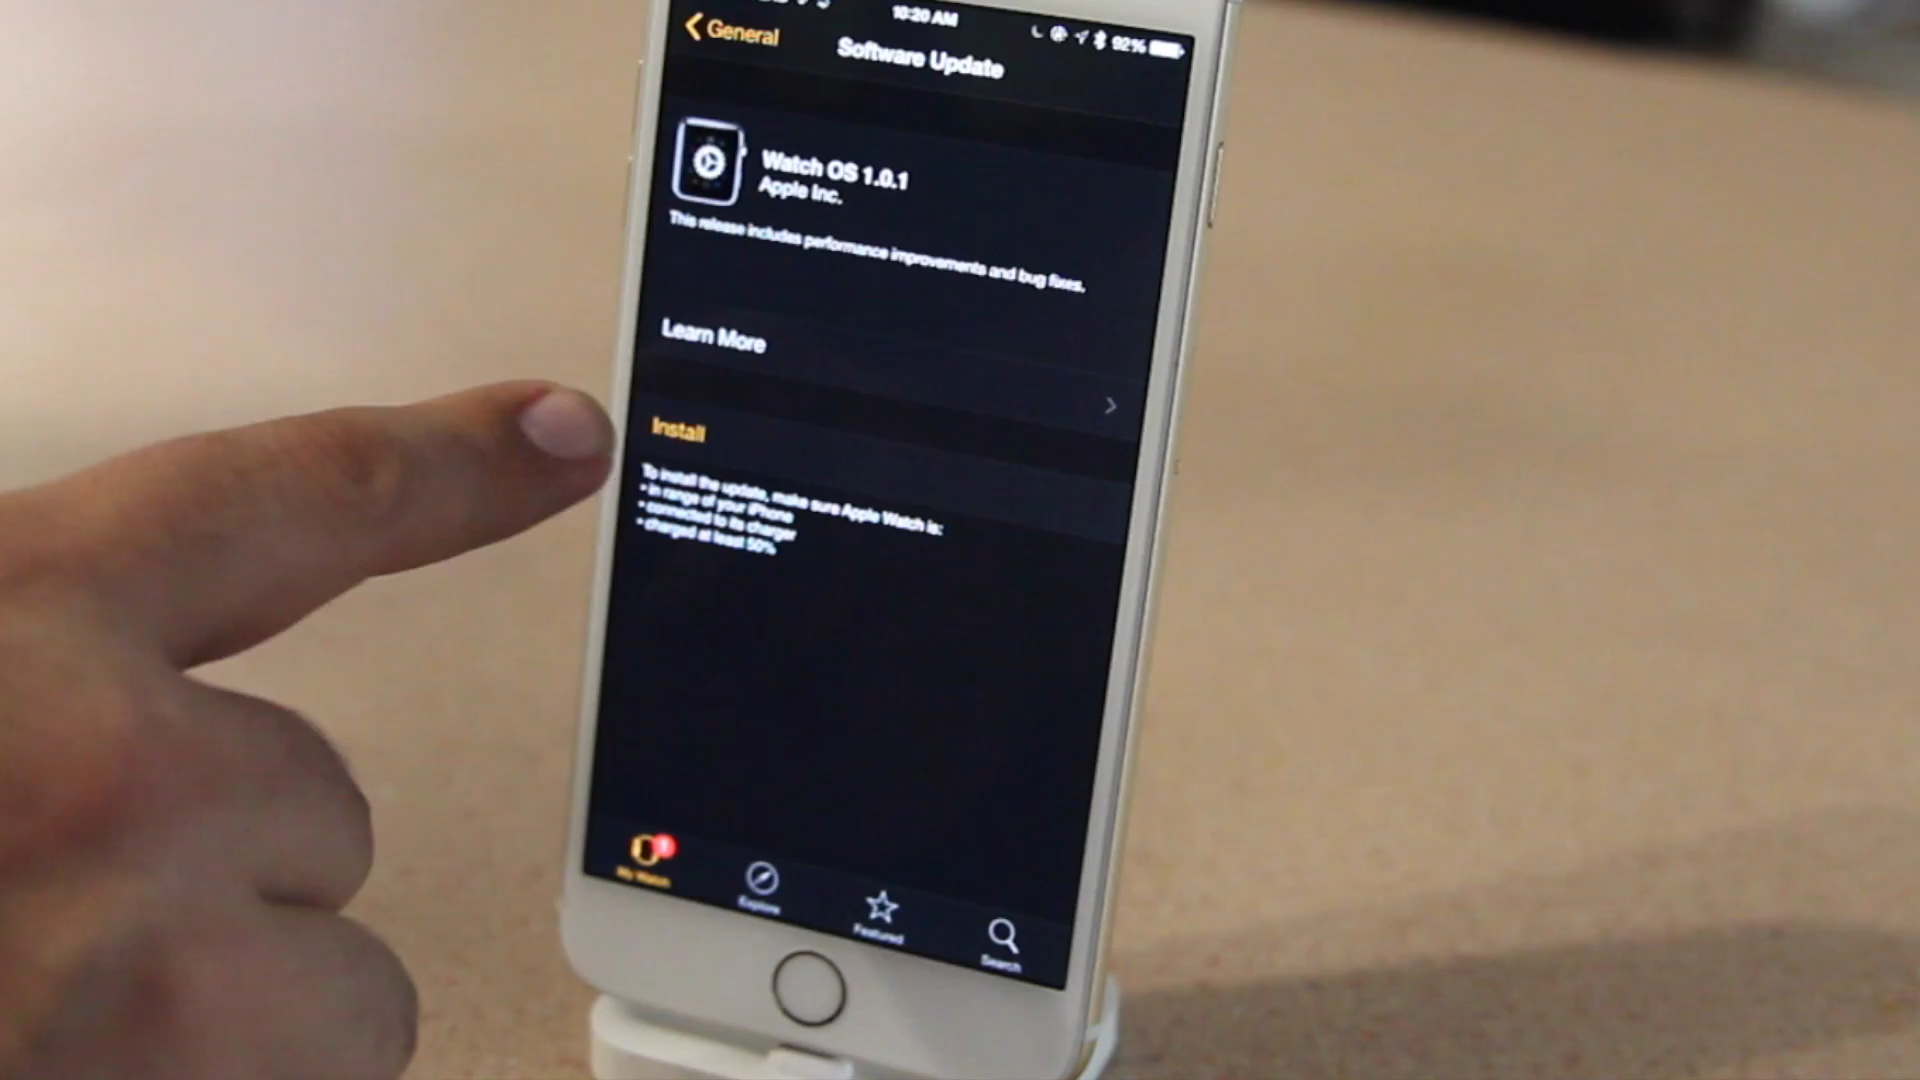 10:20 AM
92%
General
Software Update
Watch OS 1.0.1
Apple Inc.
This release includes performance improvements and bug fixes.
Learn More
Install
To install the update, make sure Apple Watch is:
• in range of your iPhone
• connected to its charger
• charged at least 50%
1
My Watch
Explore
Featured
Search